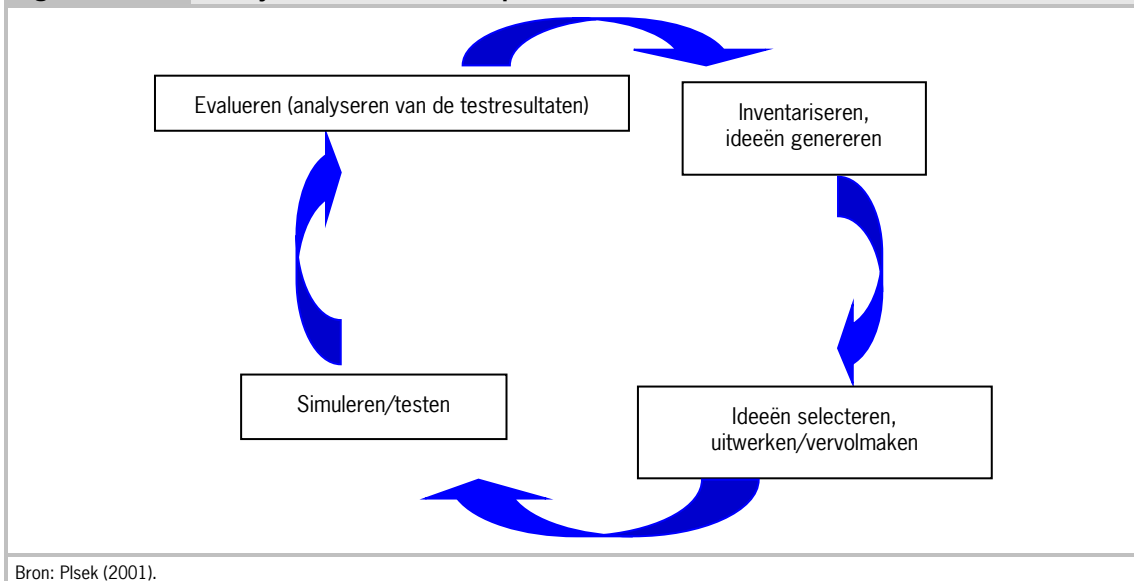 Evalueren (analyseren van de testresultaten)
Inventariseren,
ideeën genereren
Simuleren/testen
Ideeën selecteren,
uitwerken/vervolmaken
Bron: Plsek (2001).